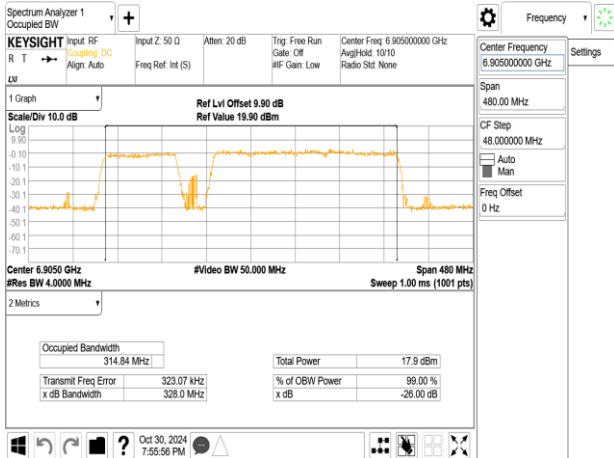 Spectrum Analyzer 1
Occupied BW
KEYSIGHT
R T
LXI
Input: RF
Coupling: DC
Align: Auto
Input Z: 50 Ω
Freq Ref: Int (S)
Atten: 20 dB
Trig: Free Run
Gate: Off
#IF Gain: Low
Center Freq: 6.905000000 GHz
Avg|Hold: 10/10
Radio Std: None
1 Graph
Scale/Div 10.0 dB
Ref Lvl Offset 9.90 dB
Ref Value 19.90 dBm
Log
9.90
-0.10
-10.1
-20.1
-30.1
-40.1
-50.1
-60.1
-70.1
Center 6.9050 GHz
#Video BW 50.000 MHz
Span 480 MHz
#Res BW 4.0000 MHz
Sweep 1.00 ms (1001 pts)
2 Metrics
Occupied Bandwidth
314.84 MHz
Total Power 17.9 dBm
Transmit Freq Error 323.07 kHz
% of OBW Power 99.00 %
x dB Bandwidth 328.0 MHz
x dB -26.00 dB
Oct 30, 2024
7:55:56 PM
Frequency
Center Frequency
6.905000000 GHz
Settings
Span
480.00 MHz
CF Step
48.000000 MHz
Auto
Man
Freq Offset
0 Hz